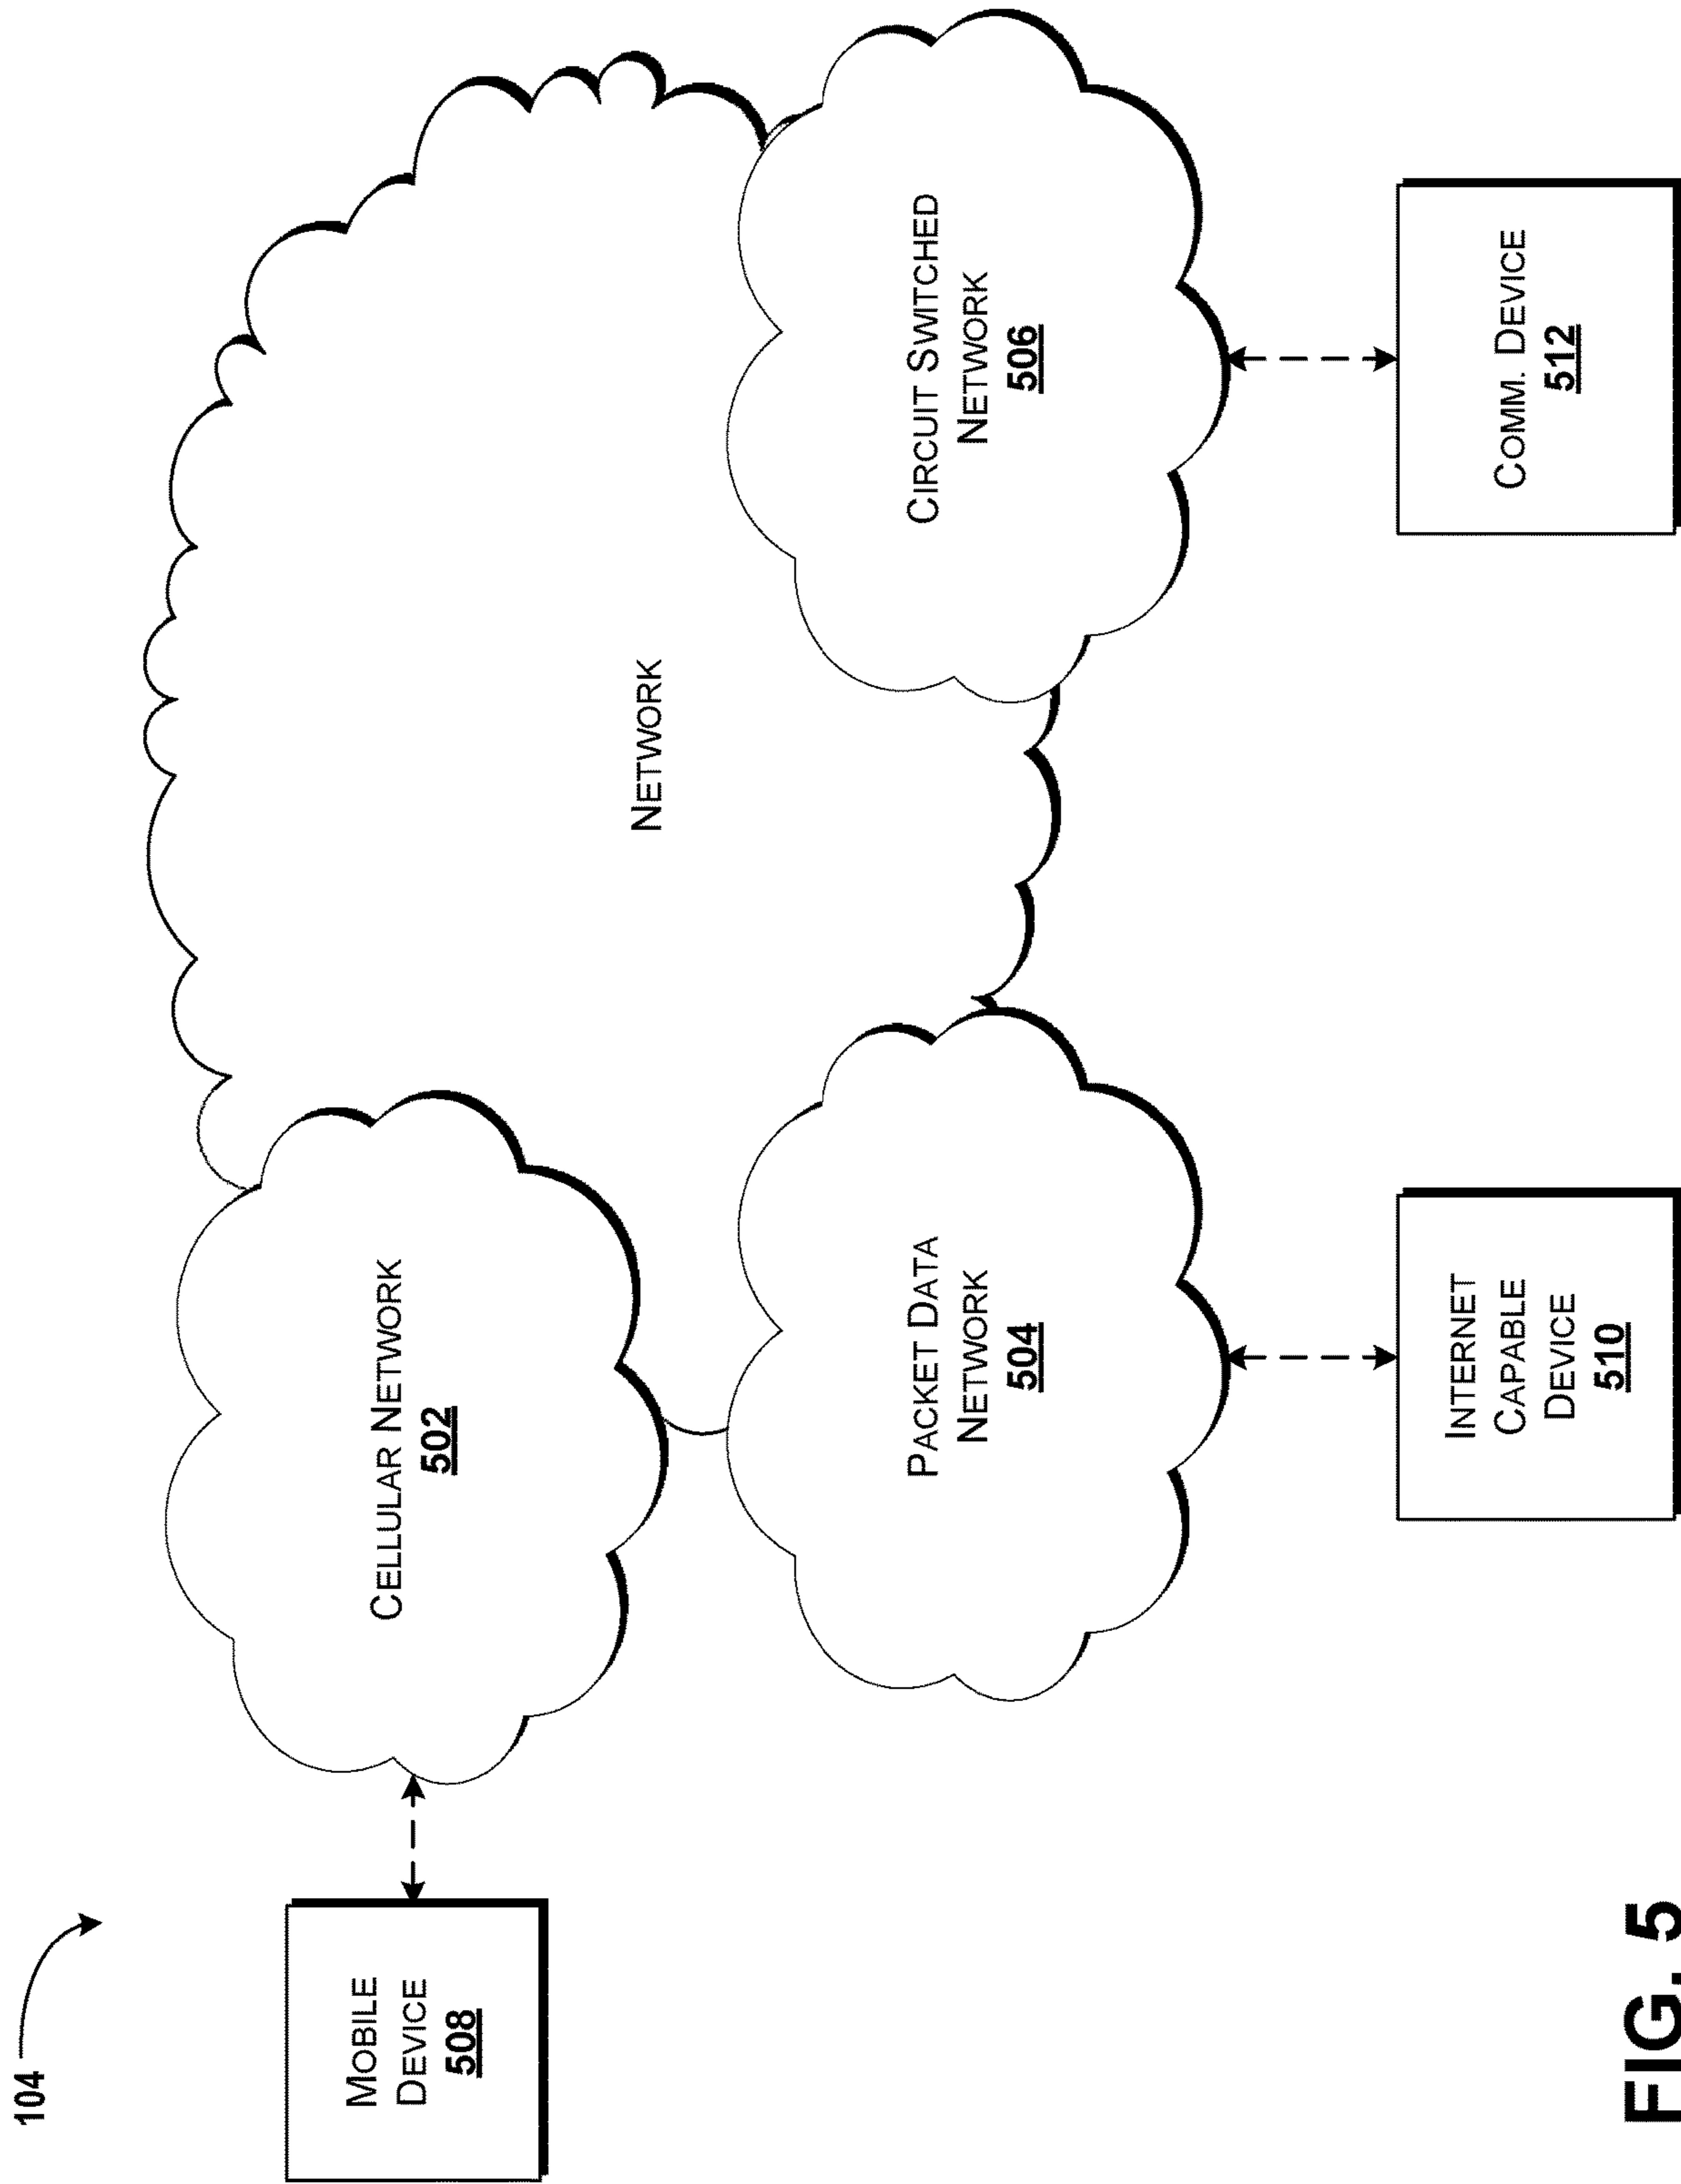 104
MOBILE
DEVICE
508
CELLULAR NETWORK
502
NETWORK
PACKET DATA
NETWORK
504
CIRCUIT SWITCHED
NETWORK
506
INTERNET
CAPABLE
DEVICE
510
COMM. DEVICE
512
FIG. 5